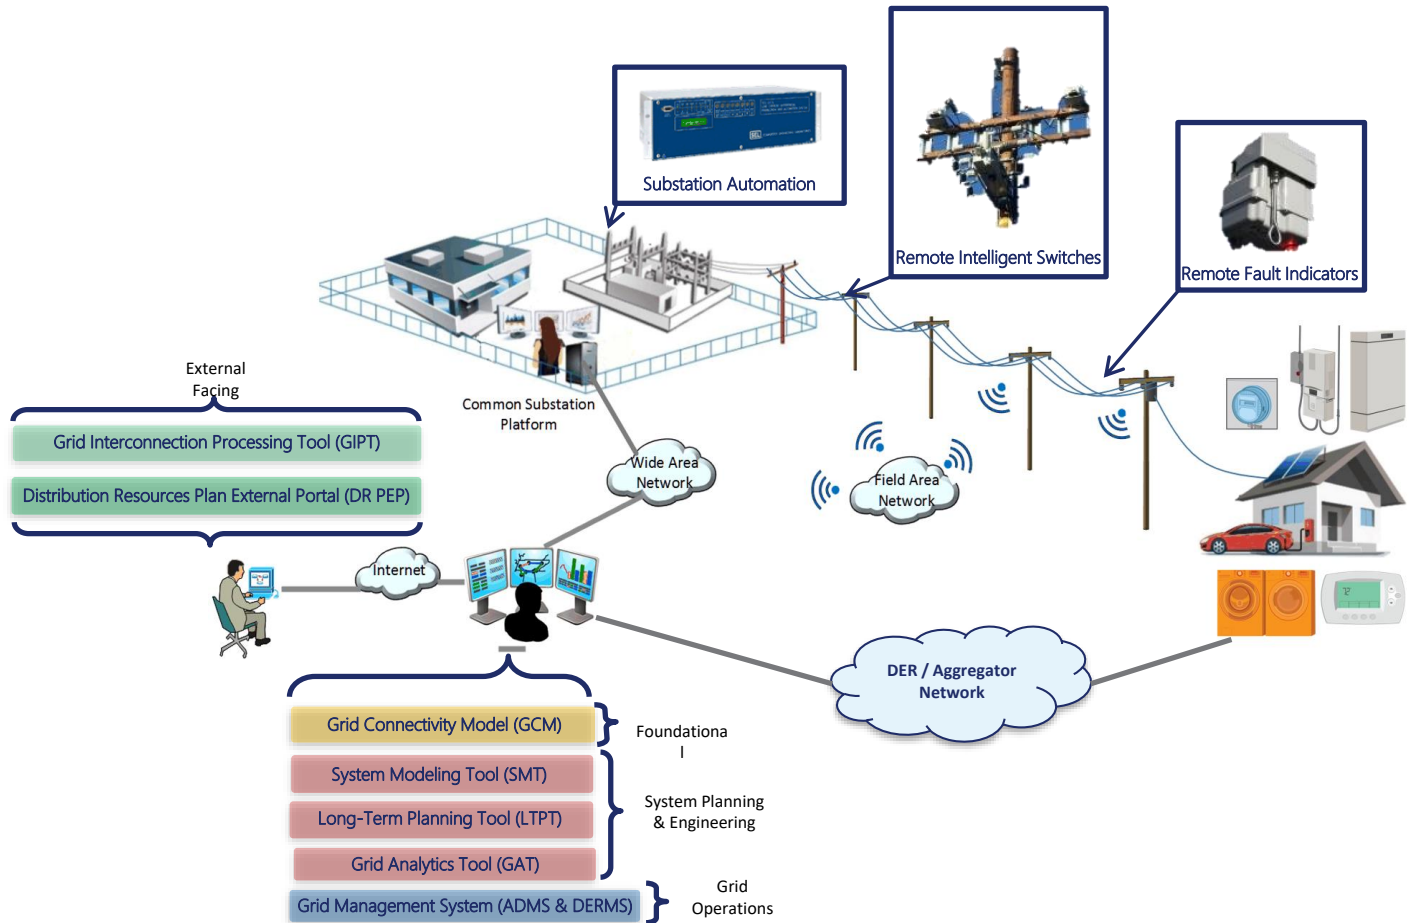 Substation Automation
Remote Intelligent Switches
Remote Fault Indicators
SEL
External
Facing
Grid Interconnection Processing Tool (GIPT)
Distribution Resources Plan External Portal (DR PEP)
Common Substation
Platform
Wide Area
Network
Field Area
Network
Internet
DER / Aggregator
Network
72
Grid Connectivity Model (GCM)
Foundationa
l
System Modeling Tool (SMT)
Long-Term Planning Tool (LTPT)
Grid Analytics Tool (GAT)
System Planning
& Engineering
Grid Management System (ADMS & DERMS)
Grid
Operations